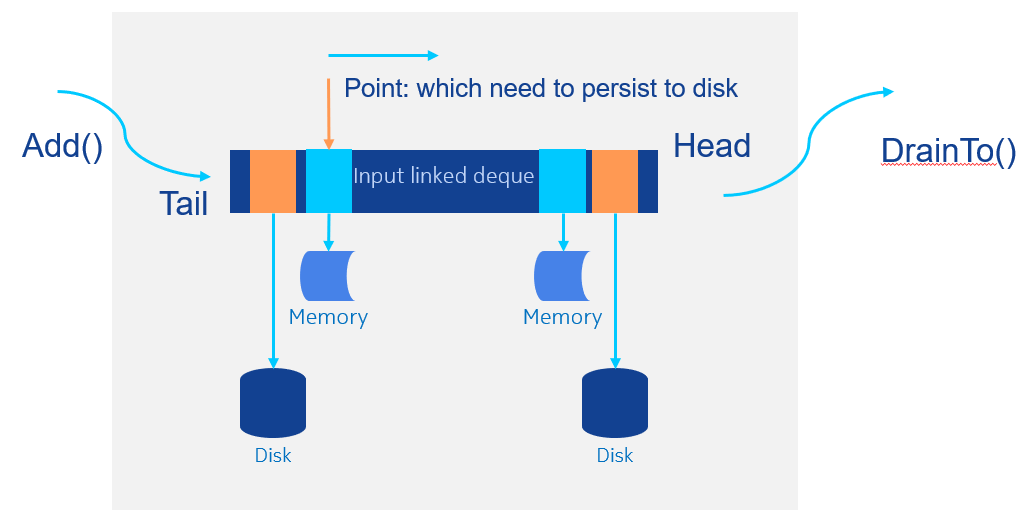 Point: which need to persist to disk
Add()
Head
DrainTo()
Tail
Input linked deque
Memory
Memory
Disk
Disk